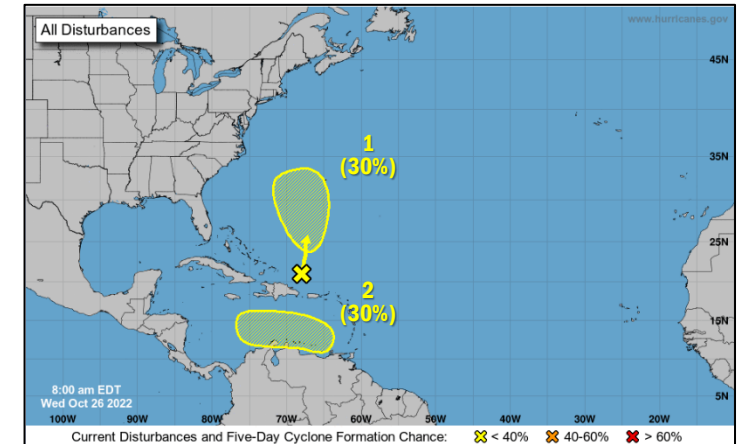 All Disturbances
www.hurricanes.gov
45N
1
(30%)
35N
25N
2
(30%)
15N
8:00 am EDT
Wed Oct 26 2022
5N
100W 90W 80W 70W 60W 50W 40W 30W 20W
Current Disturbances and Five-Day Cyclone Formation Chance: < 40% 40-60% > 60%